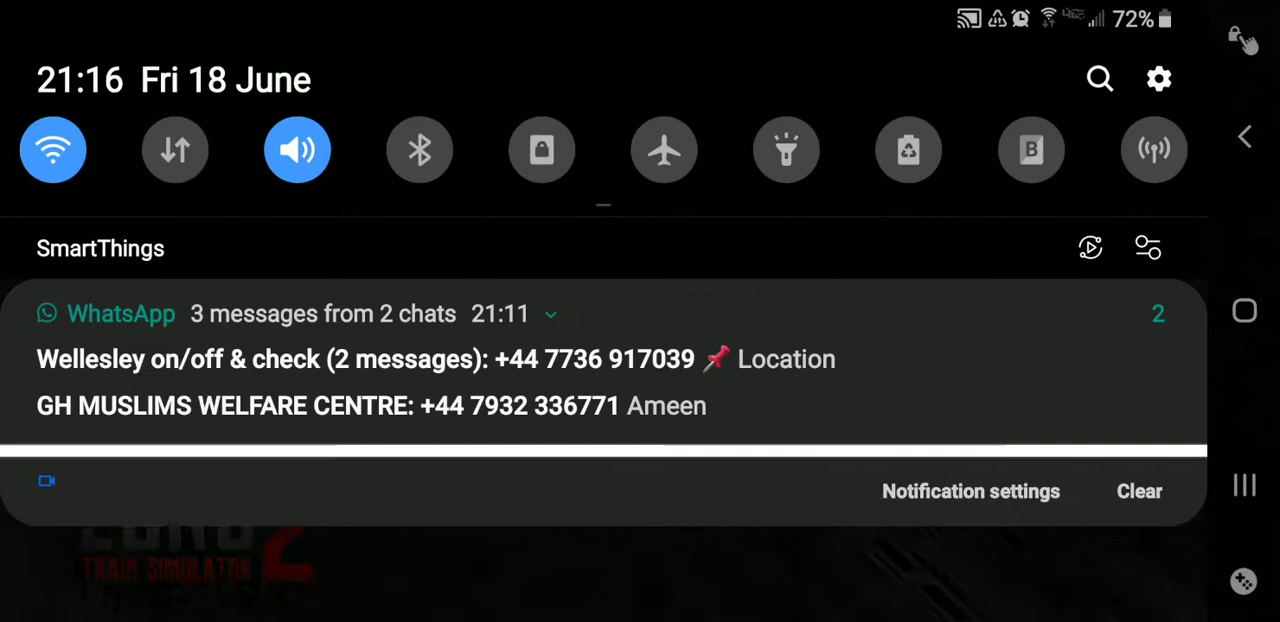 72%
21:16 Fri 18 June
B
SmartThings
WhatsApp 3 messages from 2 chats 21:11 2
Wellesley on/off & check (2 messages): +44 7736 917039 📌 Location
GH MUSLIMS WELFARE CENTRE: +44 7932 336771 Ameen
Notification settings Clear
EURO 2
TRAIN SIMULATOR